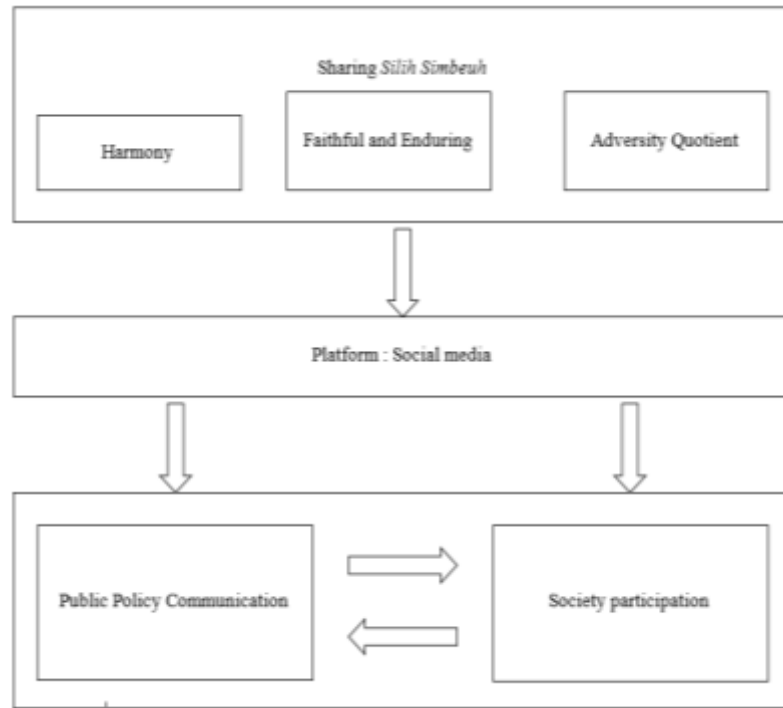 Sharing Silih Simbeuh
Harmony
Faithful and Enduring
Adversity Quotient
Platform : Social media
Public Policy Communication
Society participation